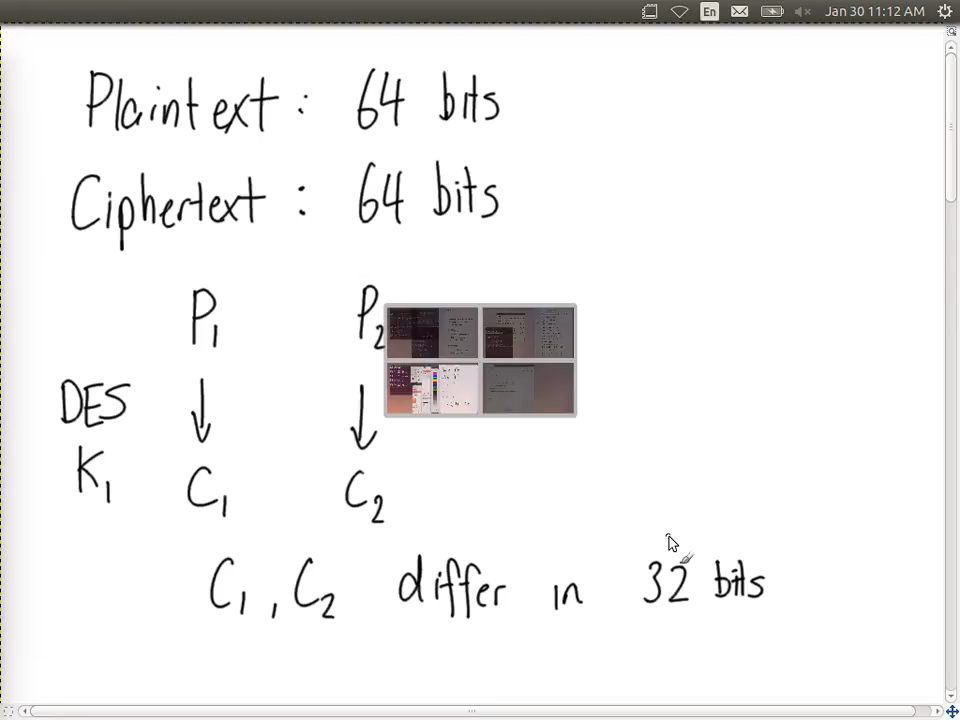 En Jan 30 11:12 AM
Plaintext : 64 bits
Ciphertext : 64 bits
P1 P2
DES
K1 C1 C2
C1 , C2 differ in 32 bits